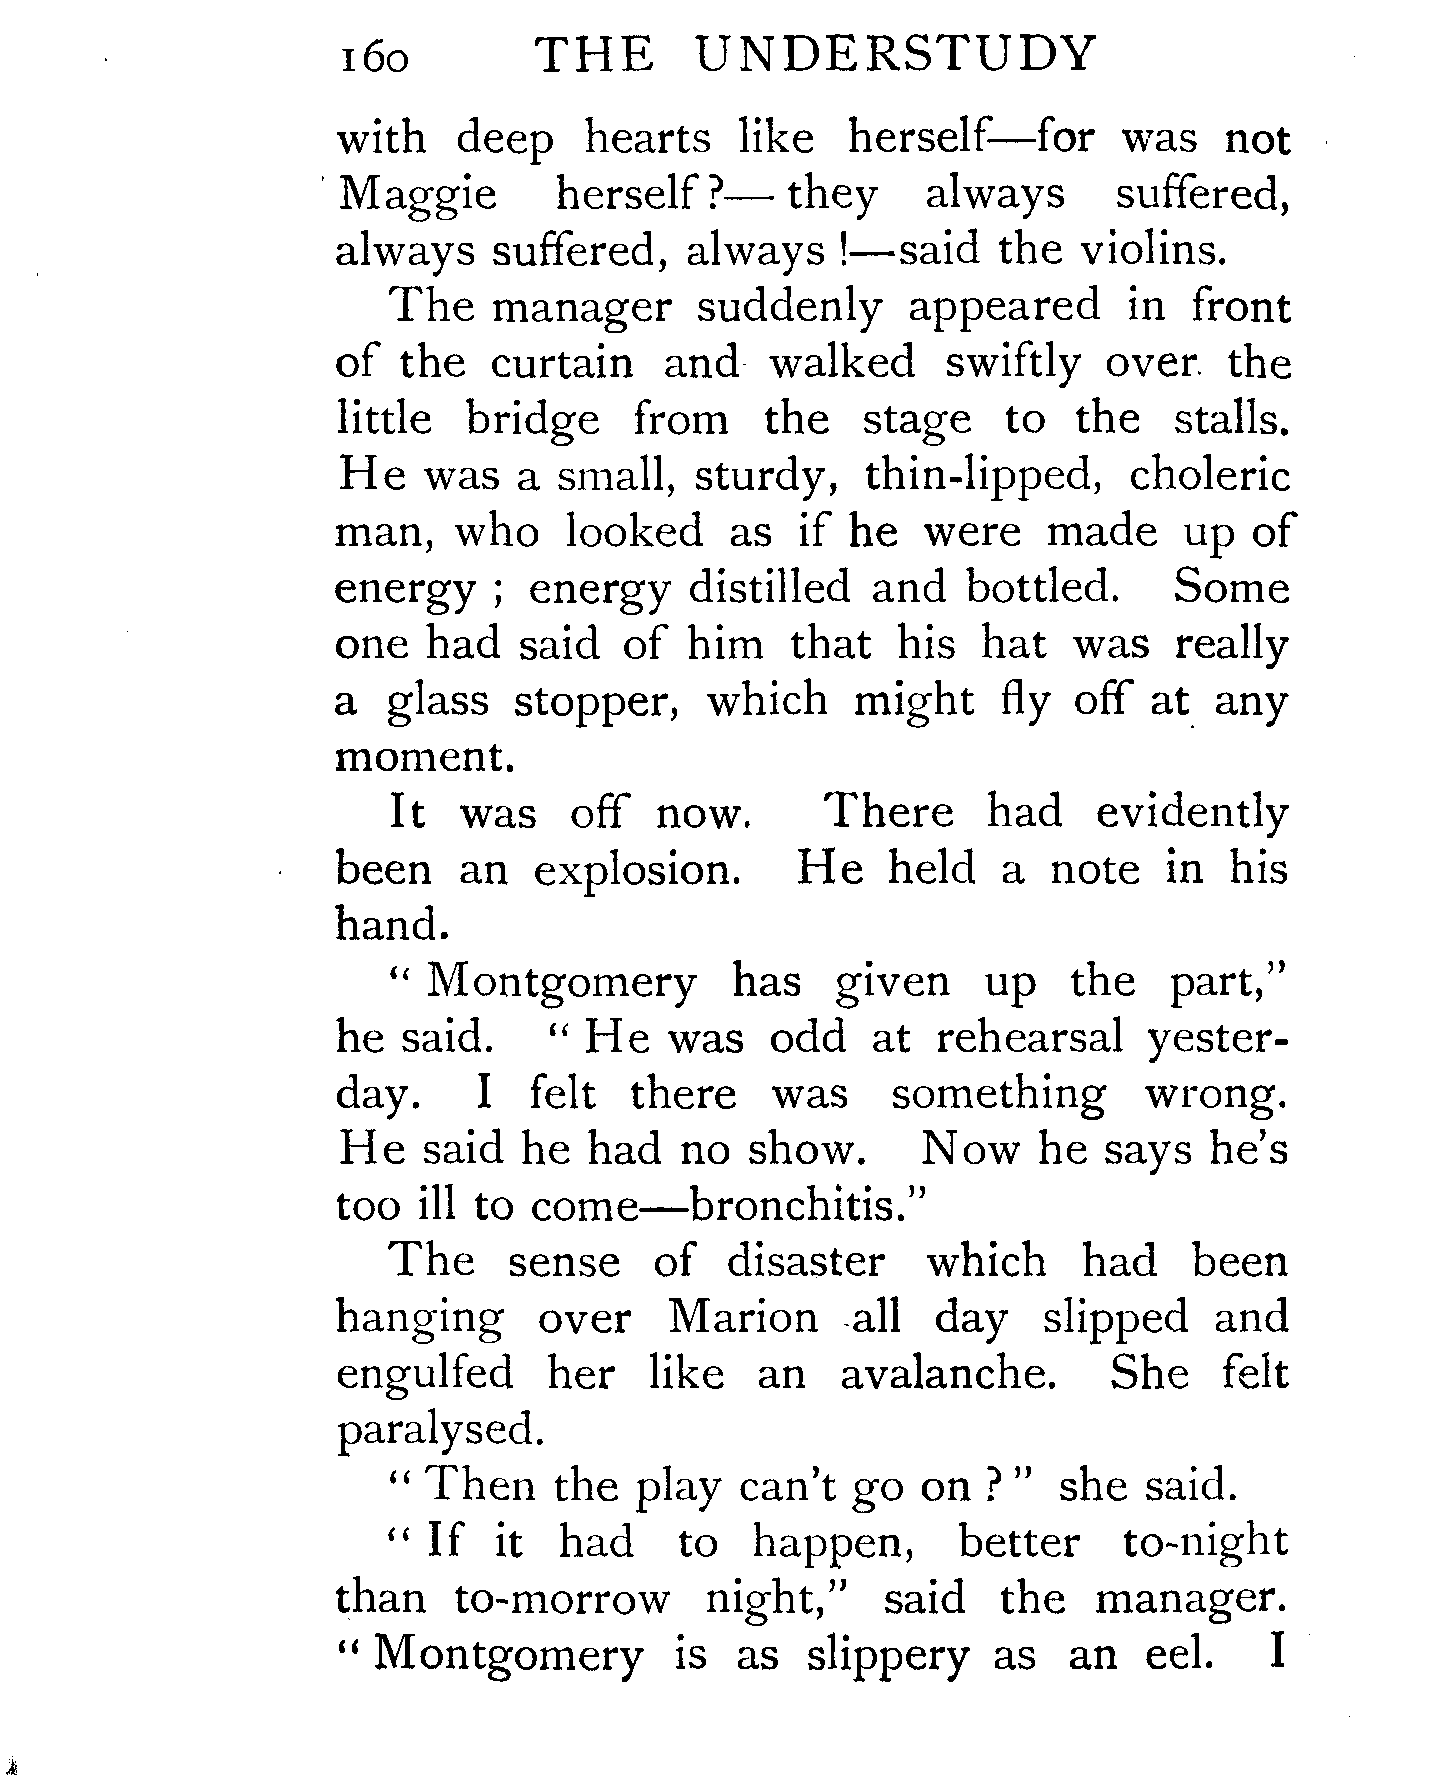 160 THE UNDERSTUDY
with deep hearts like herself—for was not
Maggie herself?— they always suffered,
always suffered, always!—said the violins.
The manager suddenly appeared in front
of the curtain and walked swiftly over the
little bridge from the stage to the stalls.
He was a small, sturdy, thin-lipped, choleric
man, who looked as if he were made up of
energy; energy distilled and bottled. Some
one had said of him that his hat was really
a glass stopper, which might fly off at any
moment.
It was off now. There had evidently
been an explosion. He held a note in his
hand.
“Montgomery has given up the part,”
he said. “He was odd at rehearsal yester-
day. I felt there was something wrong.
He said he had no show. Now he says he's
too ill to come—bronchitis.”
The sense of disaster which had been
hanging over Marion all day slipped and
engulfed her like an avalanche. She felt
paralysed.
“Then the play can't go on?” she said.
“If it had to happen, better to-night
than to-morrow night,” said the manager.
“Montgomery is as slippery as an eel. I